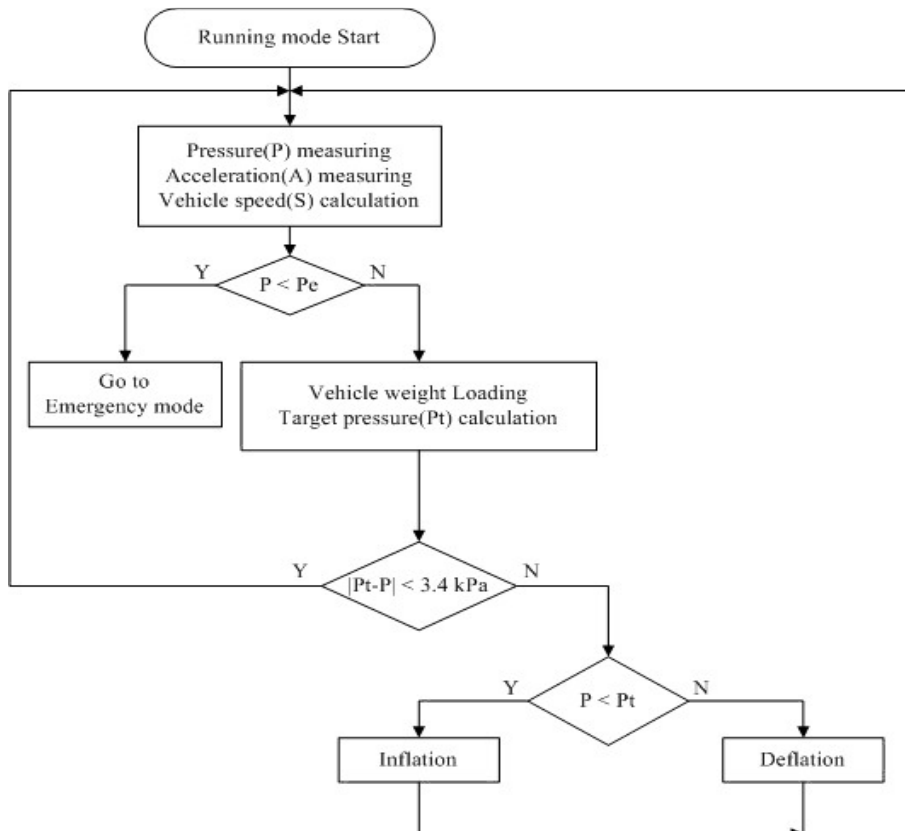 Running mode Start
Pressure(P) measuring
Acceleration(A) measuring
Vehicle speed(S) calculation
Y
P < Pe
N
Go to
Emergency mode
Vehicle weight Loading
Target pressure(Pt) calculation
Y
|Pt-P| < 3.4 kPa
N
Y
P < Pt
N
Inflation
Deflation